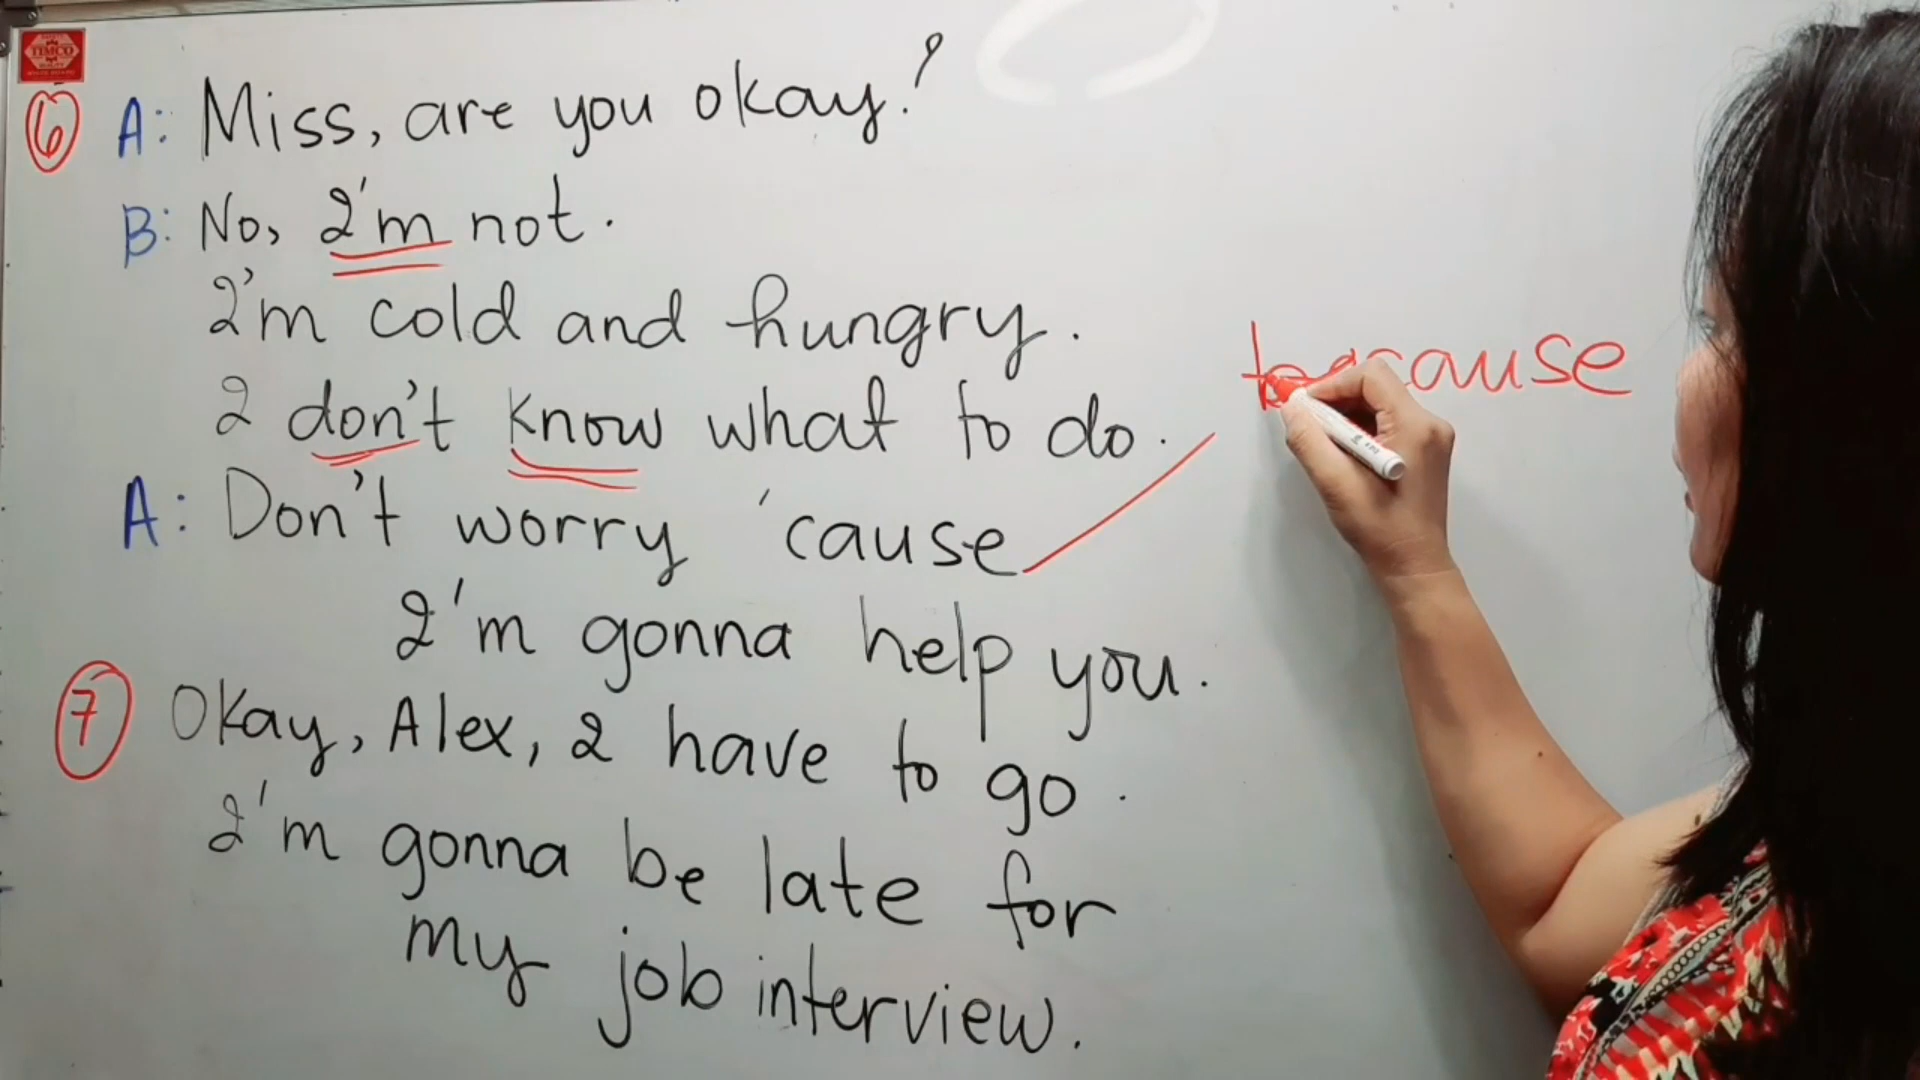 TIMCO
6 A: Miss, are you okay?
B: No, I'm not.
I'm cold and hungry.
I don't know what to do.
because
A: Don't worry 'cause
I'm gonna help you.
7 Okay, Alex, I have to go.
I'm gonna be late for
my job interview.